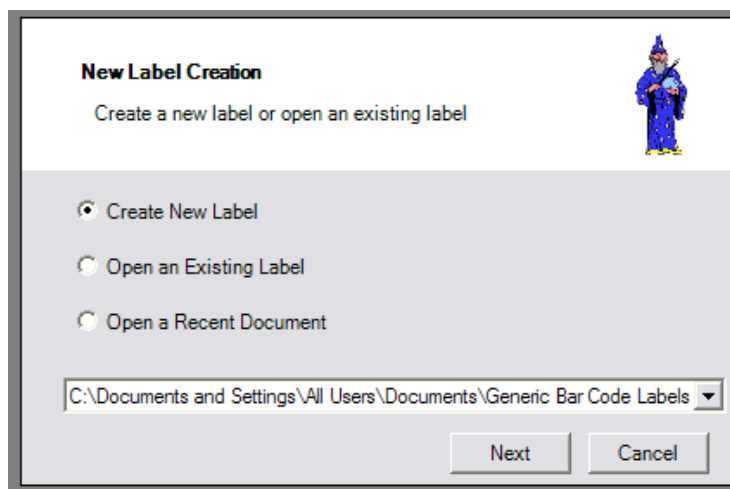 New Label Creation
Create a new label or open an existing label
Create New Label
Open an Existing Label
Open a Recent Document
C:\Documents and Settings\All Users\Documents\Generic Bar Code Labels
Next
Cancel